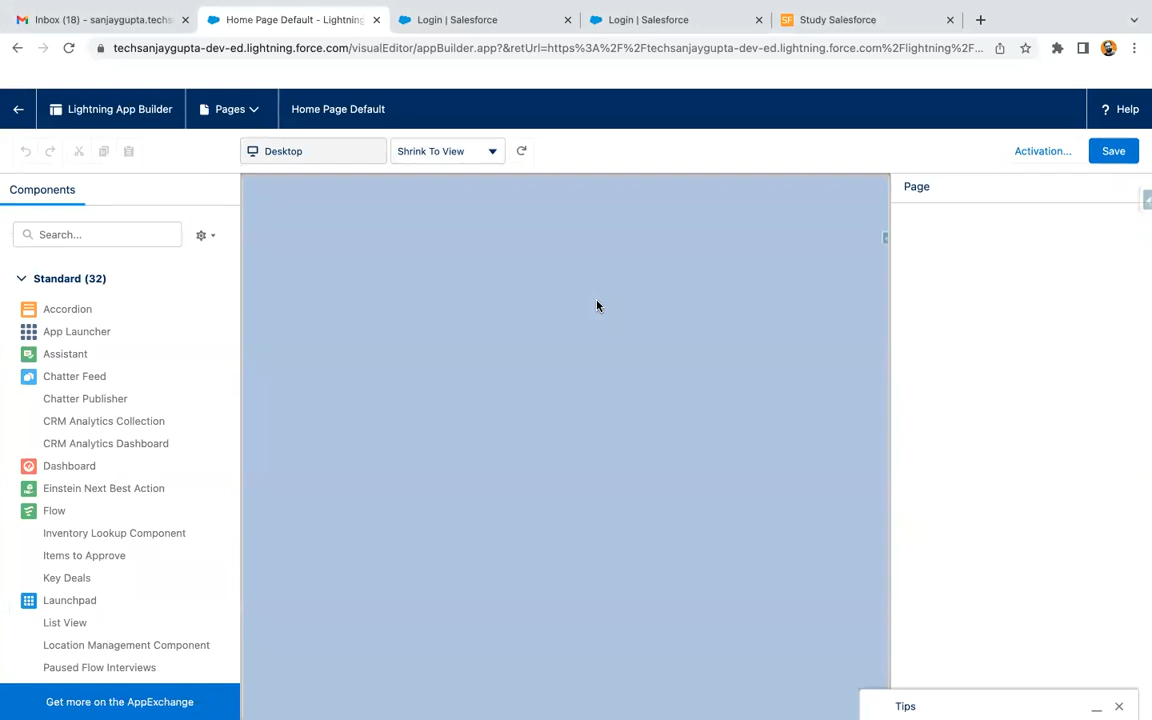 Inbox (18) - sanjaygupta.techs
Home Page Default - Lightning
Login | Salesforce
Login | Salesforce
SF Study Salesforce
techsanjaygupta-dev-ed.lightning.force.com/visualEditor/appBuilder.app?&retUrl=https%3A%2F%2Ftechsanjaygupta-dev-ed.lightning.force.com%2Flightning%2F...
Lightning App Builder
Pages
Home Page Default
? Help
Desktop
Shrink To View
Activation...
Save
Components
Page
Search...
Standard (32)
Accordion
App Launcher
Assistant
Chatter Feed
Chatter Publisher
CRM Analytics Collection
CRM Analytics Dashboard
Dashboard
Einstein Next Best Action
Flow
Inventory Lookup Component
Items to Approve
Key Deals
Launchpad
List View
Location Management Component
Paused Flow Interviews
Get more on the AppExchange
Tips